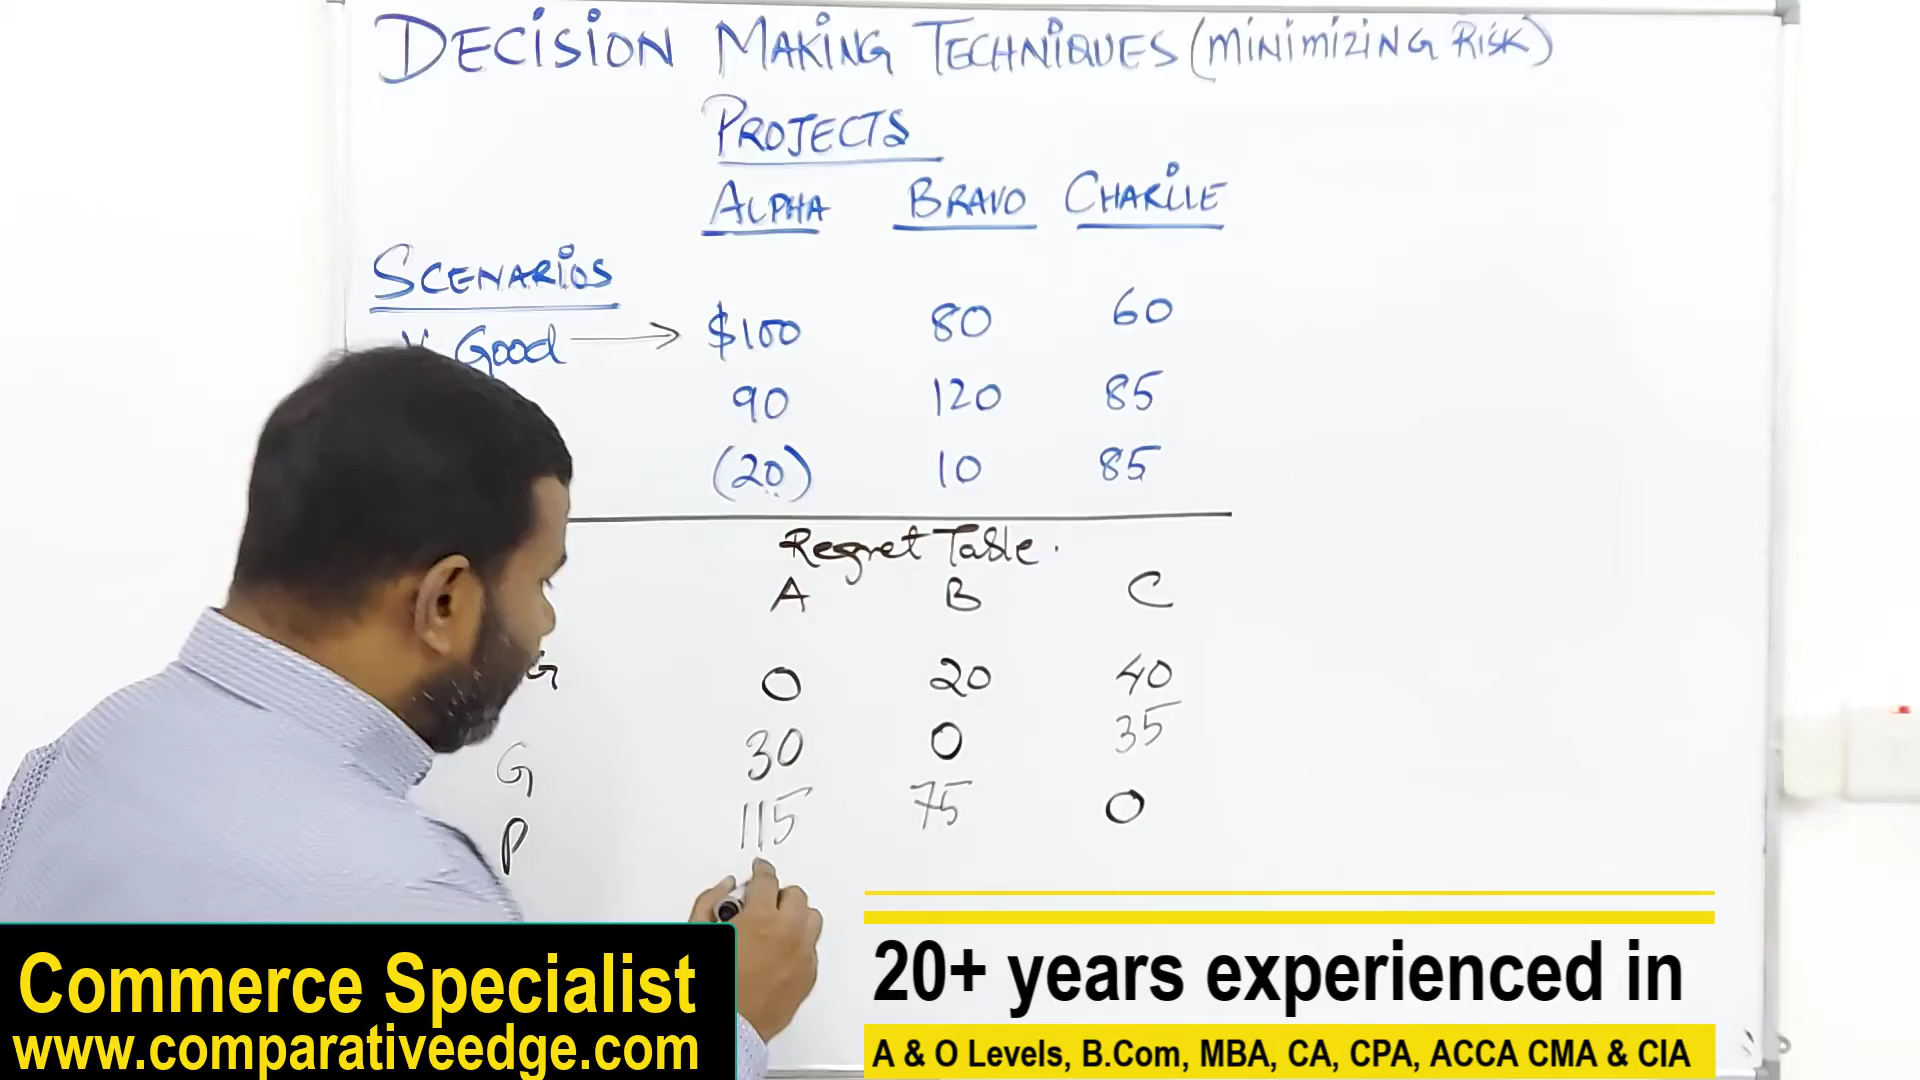 DECISION MAKING TECHNIQUES (MINIMIZING RISK)
PROJECTS
ALPHA BRAVO CHARLIE
SCENARIOS
V. Good → $100 80 60
90 120 85
(20) 10 85
Regret Table.
A B C
G 0 20 40
G 30 0 35
P 115 75 0
Commerce Specialist
www.comparativeedge.com
20+ years experienced in
A & O Levels, B.Com, MBA, CA, CPA, ACCA CMA & CIA